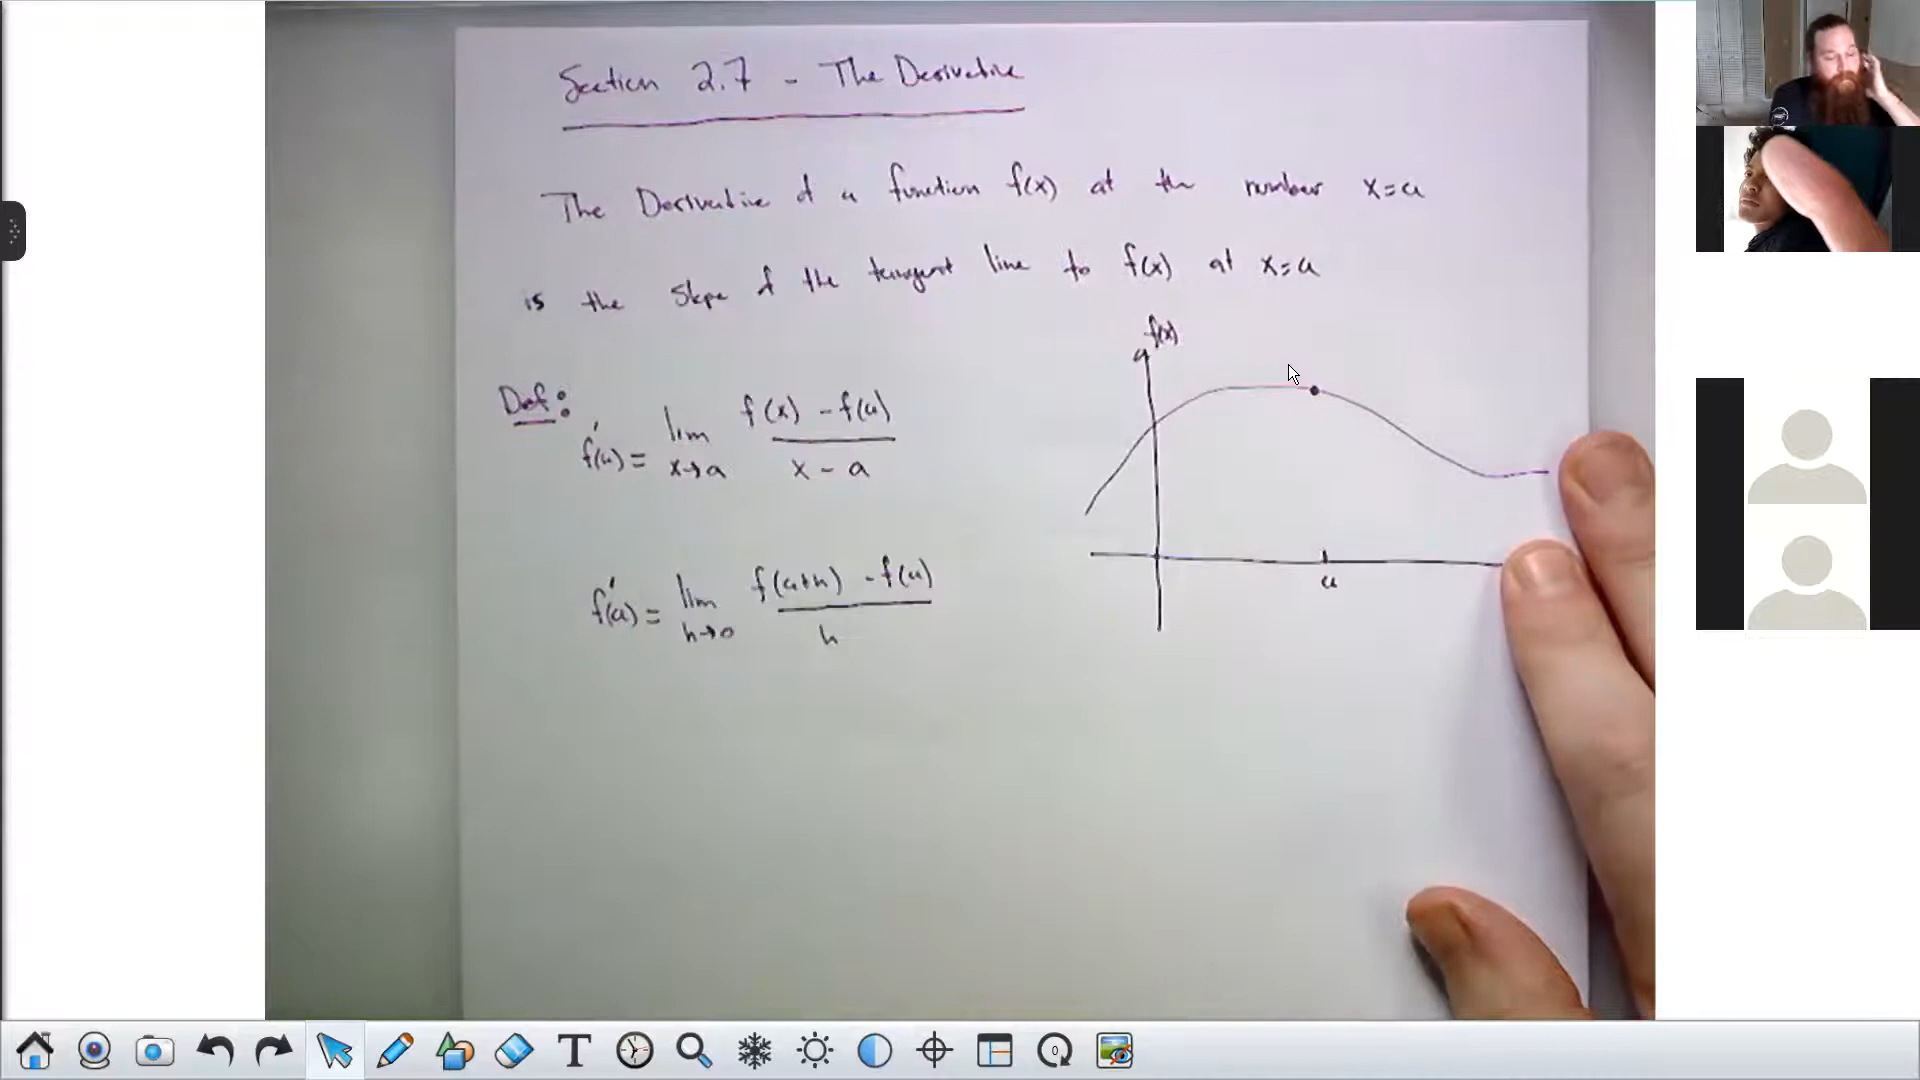 Section 2.7 - The Derivative
The Derivative of a function f(x) at the number x=a
is the slope of the tangent line to f(x) at x=a
Def:
f'(a) = lim x→a f(x) - f(a) / x - a
f'(a) = lim h→0 f(a+h) - f(a) / h
f(x)
a
T
0